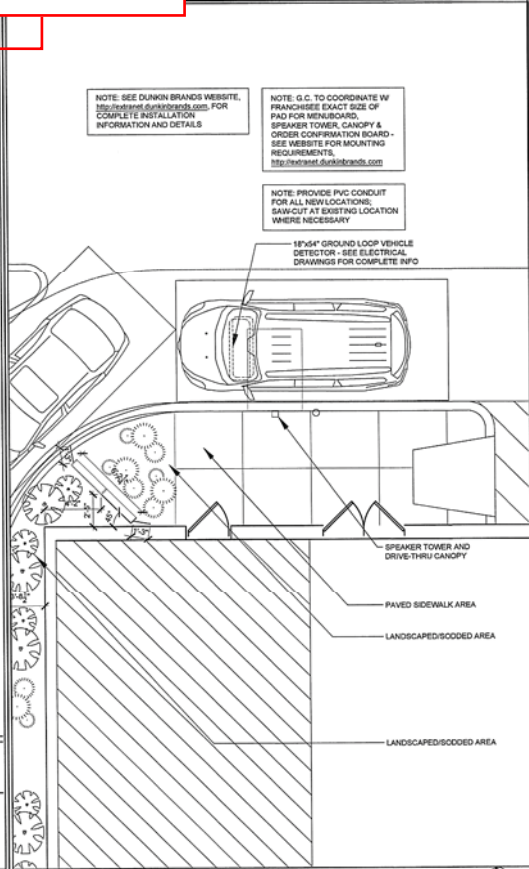 NOTE: SEE DUNKIN BRANDS WEBSITE,
http://extranet.dunkinbrands.com, FOR
COMPLETE INSTALLATION
INFORMATION AND DETAILS
NOTE: G.C. TO COORDINATE W/
FRANCHISEE EXACT SIZE OF
PAD FOR MENUBOARD,
SPEAKER TOWER, CANOPY &
ORDER CONFIRMATION BOARD -
SEE WEBSITE FOR MOUNTING
REQUIREMENTS,
http://extranet.dunkinbrands.com
NOTE: PROVIDE PVC CONDUIT
FOR ALL NEW LOCATIONS;
SAW-CUT AT EXISTING LOCATION
WHERE NECESSARY
18"x54" GROUND LOOP VEHICLE
DETECTOR - SEE ELECTRICAL
DRAWINGS FOR COMPLETE INFO
45°
SPEAKER TOWER AND
DRIVE-THRU CANOPY
PAVED SIDEWALK AREA
LANDSCAPED/SODDED AREA
LANDSCAPED/SODDED AREA